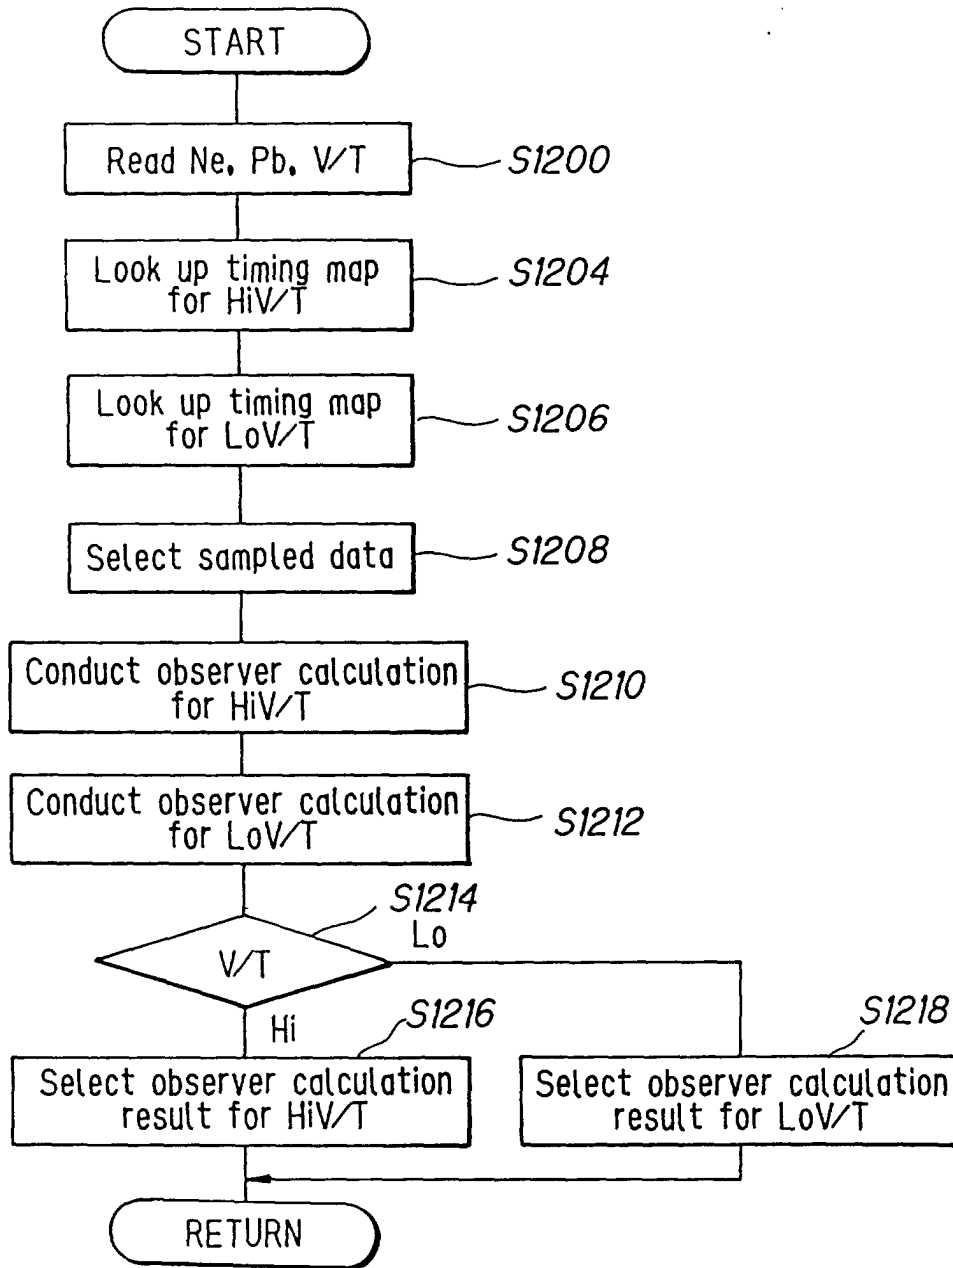 START
Read Ne. Pb. V/T
S1200
Look up timing map
for HiV/T
S1204
Look up timing map
for LoV/T
S1206
Select sampled data
S1208
Conduct observer calculation
for HiV/T
S1210
Conduct observer calculation
for LoV/T
S1212
S1214
V/T
Lo
Hi
S1216
Select observer calculation
result for HiV/T
S1218
Select observer calculation
result for LoV/T
RETURN